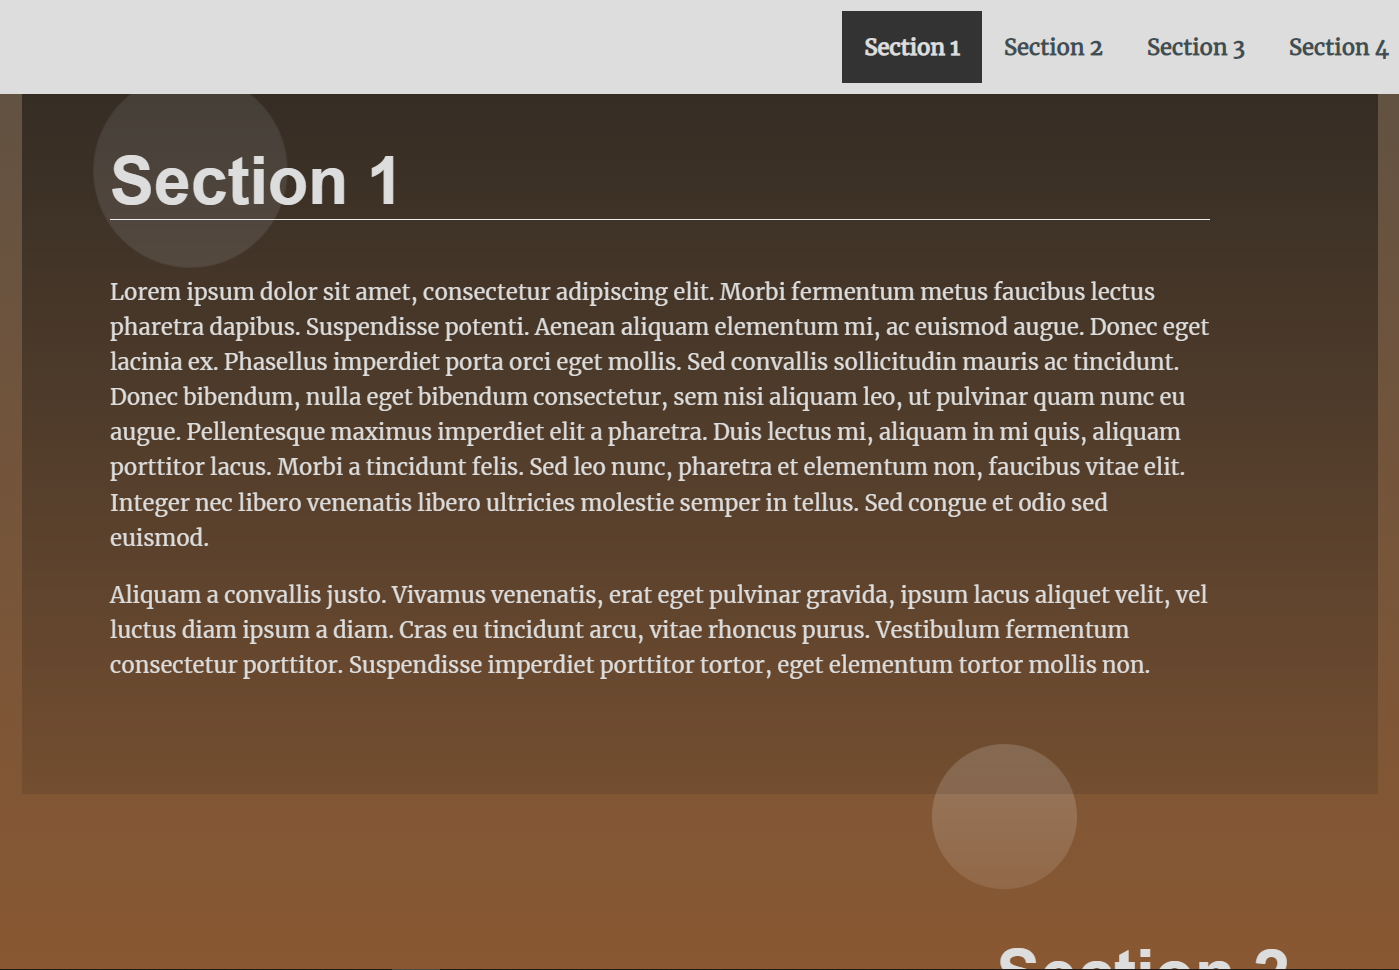 Section 1 Section 2 Section 3 Section 4
Section 1
Lorem ipsum dolor sit amet, consectetur adipiscing elit. Morbi fermentum metus faucibus lectus
pharetra dapibus. Suspendisse potenti. Aenean aliquam elementum mi, ac euismod augue. Donec eget
lacinia ex. Phasellus imperdiet porta orci eget mollis. Sed convallis sollicitudin mauris ac tincidunt.
Donec bibendum, nulla eget bibendum consectetur, sem nisi aliquam leo, ut pulvinar quam nunc eu
augue. Pellentesque maximus imperdiet elit a pharetra. Duis lectus mi, aliquam in mi quis, aliquam
porttitor lacus. Morbi a tincidunt felis. Sed leo nunc, pharetra et elementum non, faucibus vitae elit.
Integer nec libero venenatis libero ultricies molestie semper in tellus. Sed congue et odio sed
euismod.
Aliquam a convallis justo. Vivamus venenatis, erat eget pulvinar gravida, ipsum lacus aliquet velit, vel
luctus diam ipsum a diam. Cras eu tincidunt arcu, vitae rhoncus purus. Vestibulum fermentum
consectetur porttitor. Suspendisse imperdiet porttitor tortor, eget elementum tortor mollis non.
Section 2